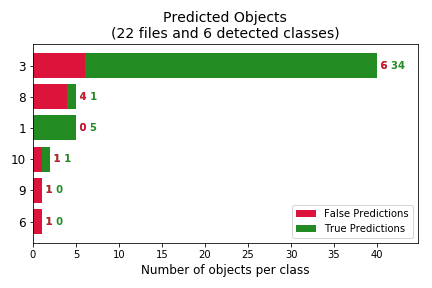 Predicted Objects
(22 files and 6 detected classes)
3 6 34
8 4 1
1 0 5
10 1 1
9 1 0
6 1 0
False Predictions
True Predictions
0 5 10 15 20 25 30 35 40
Number of objects per class